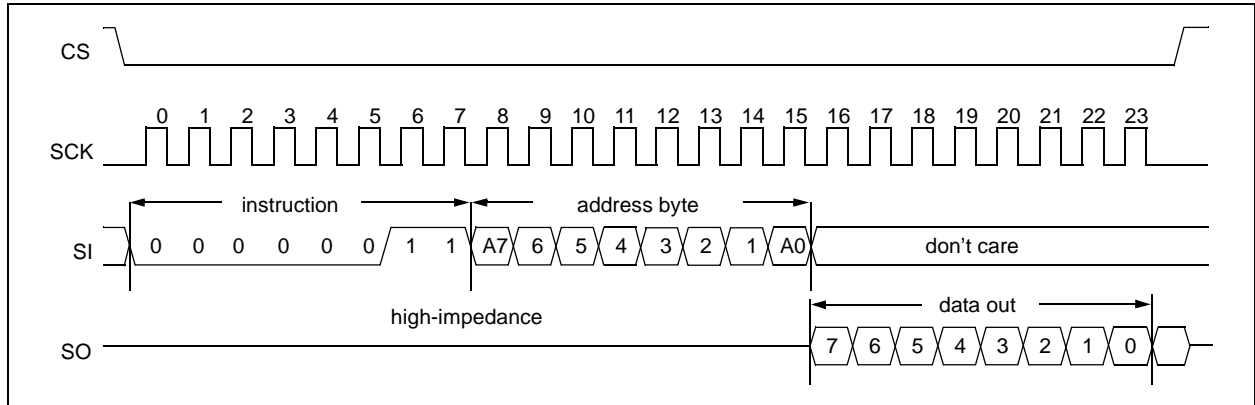 CS
0 1 2 3 4 5 6 7 8 9 10 11 12 13 14 15 16 17 18 19 20 21 22 23
SCK
instruction address byte
SI 0 0 0 0 0 0 1 1 A7 6 5 4 3 2 1 A0 don't care
high-impedance data out
SO 7 6 5 4 3 2 1 0